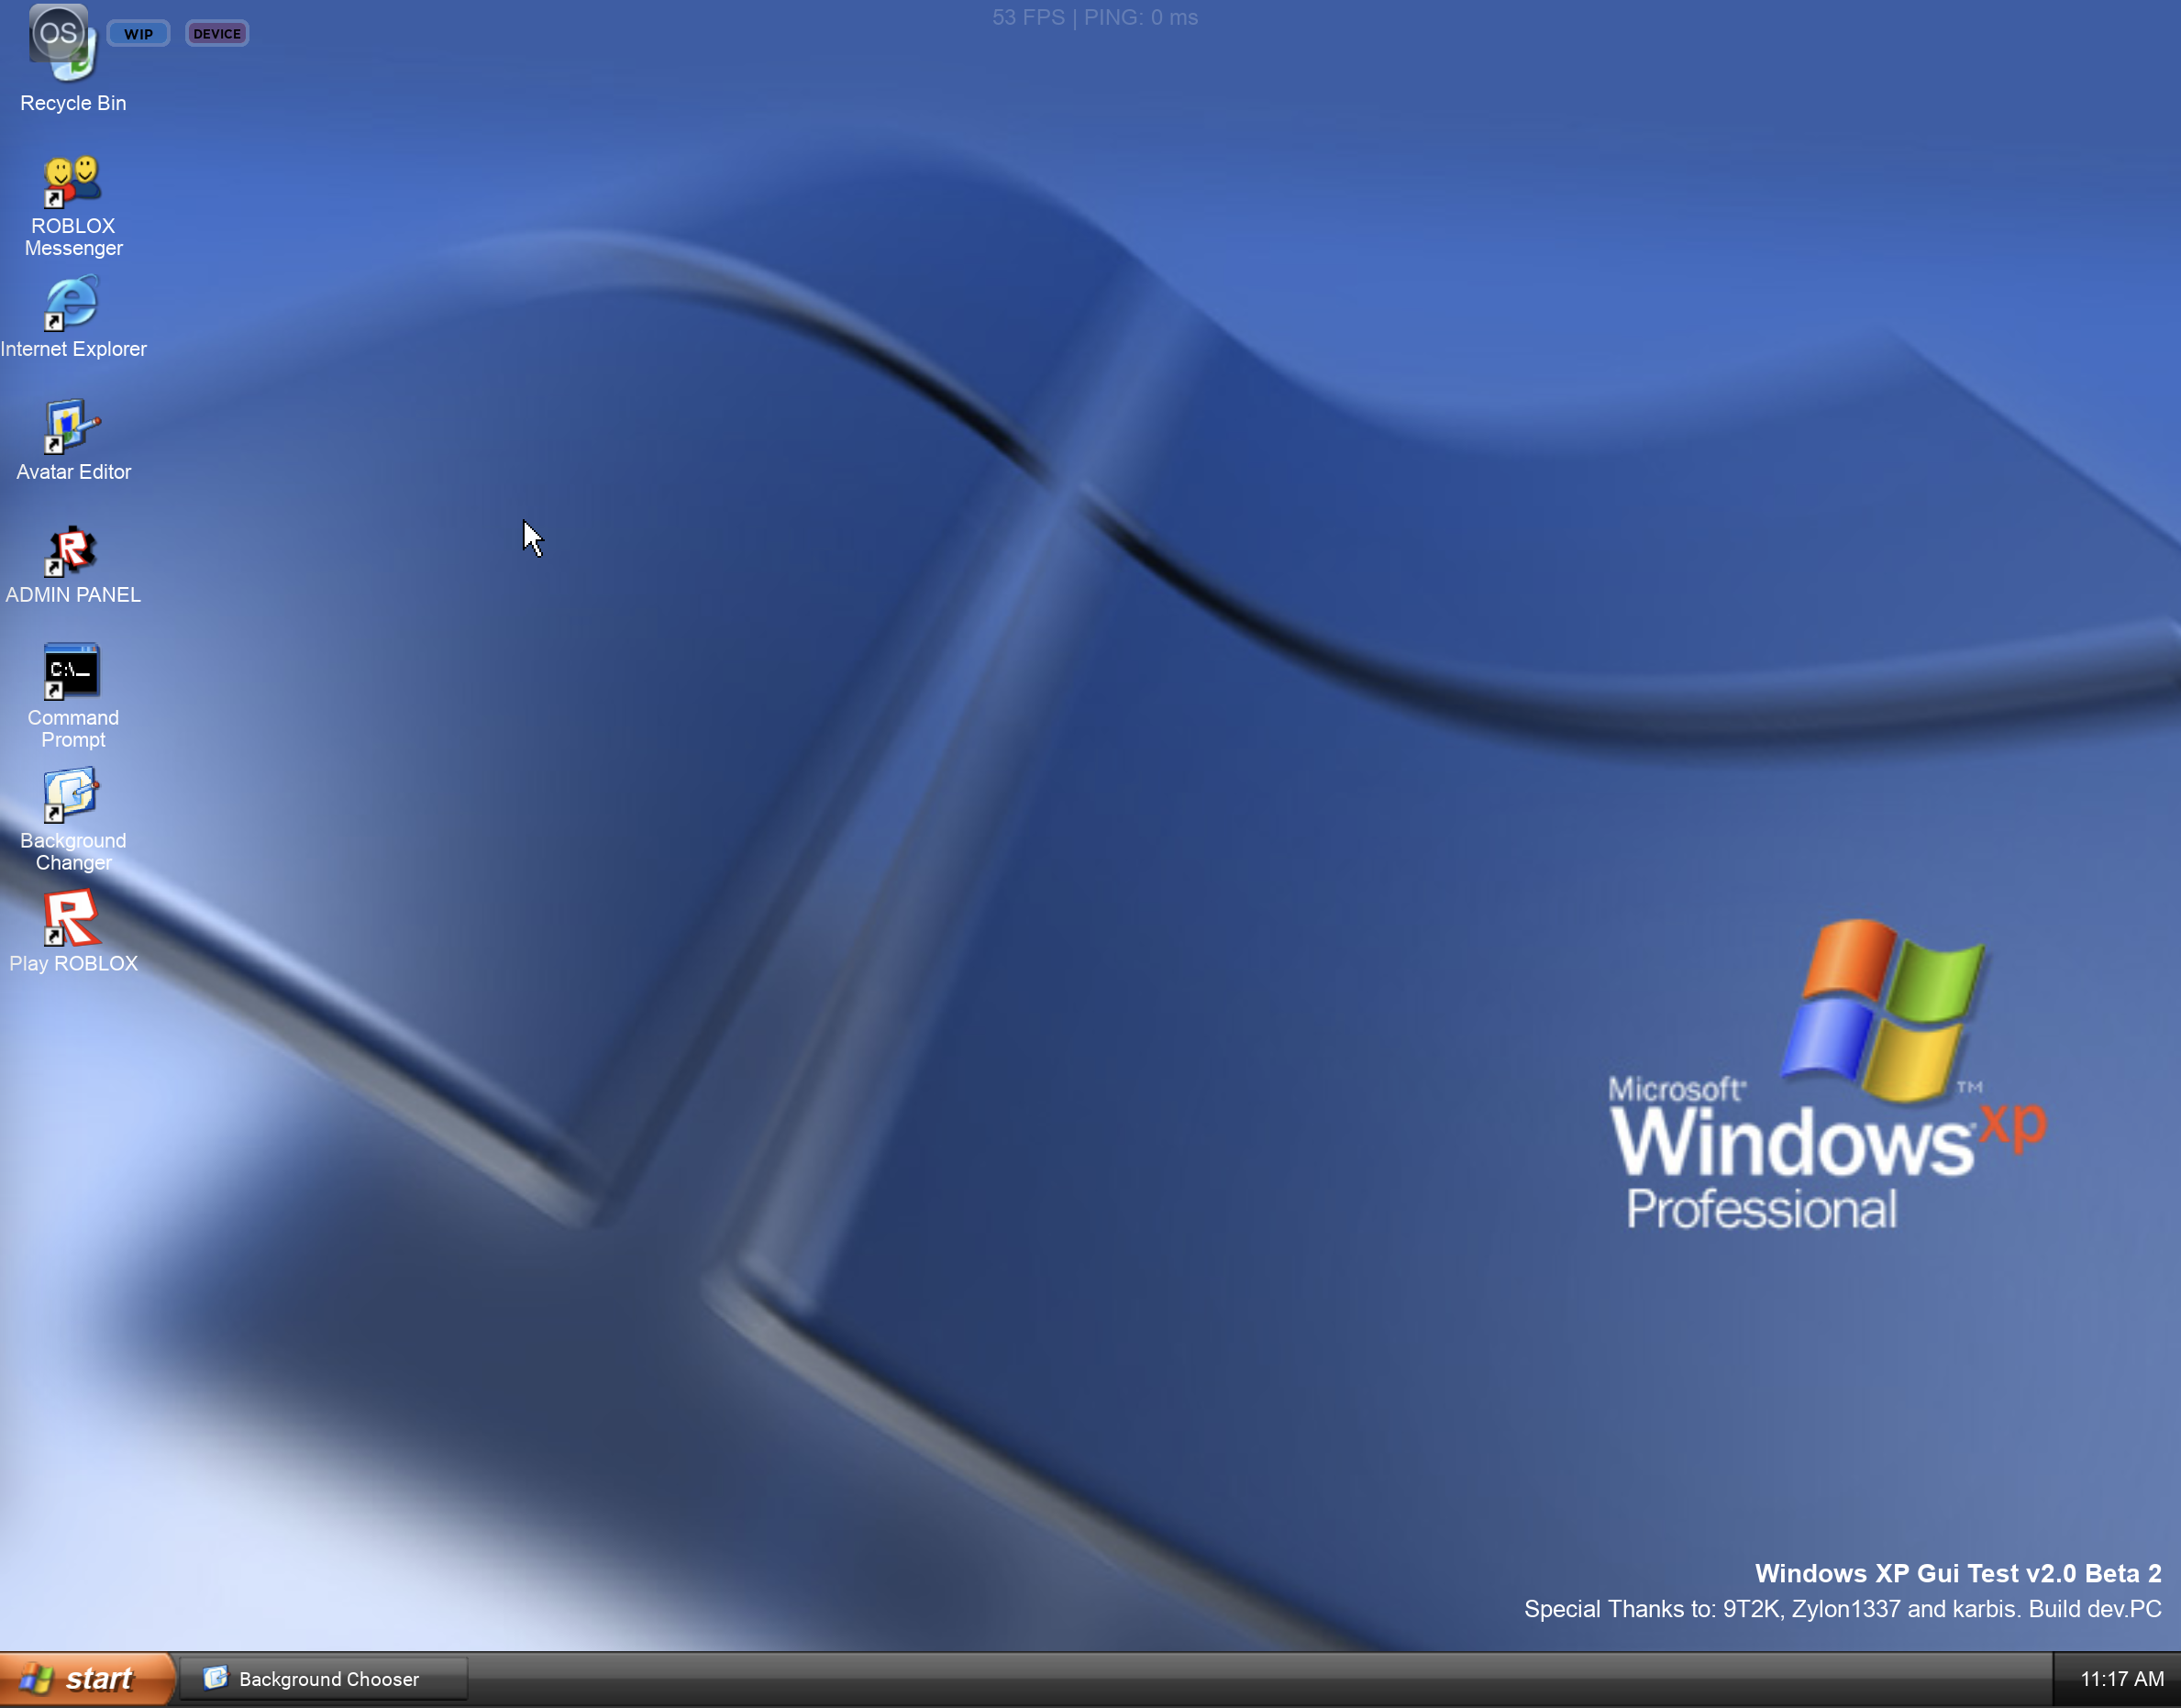 OS
WIP
DEVICE
53 FPS | PING: 0 ms
Recycle Bin
ROBLOX
Messenger
Internet Explorer
Avatar Editor
ADMIN PANEL
C:\_
Command
Prompt
Background
Changer
Play ROBLOX
Microsoft®
TM
Windows® xp
Professional
Windows XP Gui Test v2.0 Beta 2
Special Thanks to: 9T2K, Zylon1337 and karbis. Build dev.PC
start
Background Chooser
11:17 AM